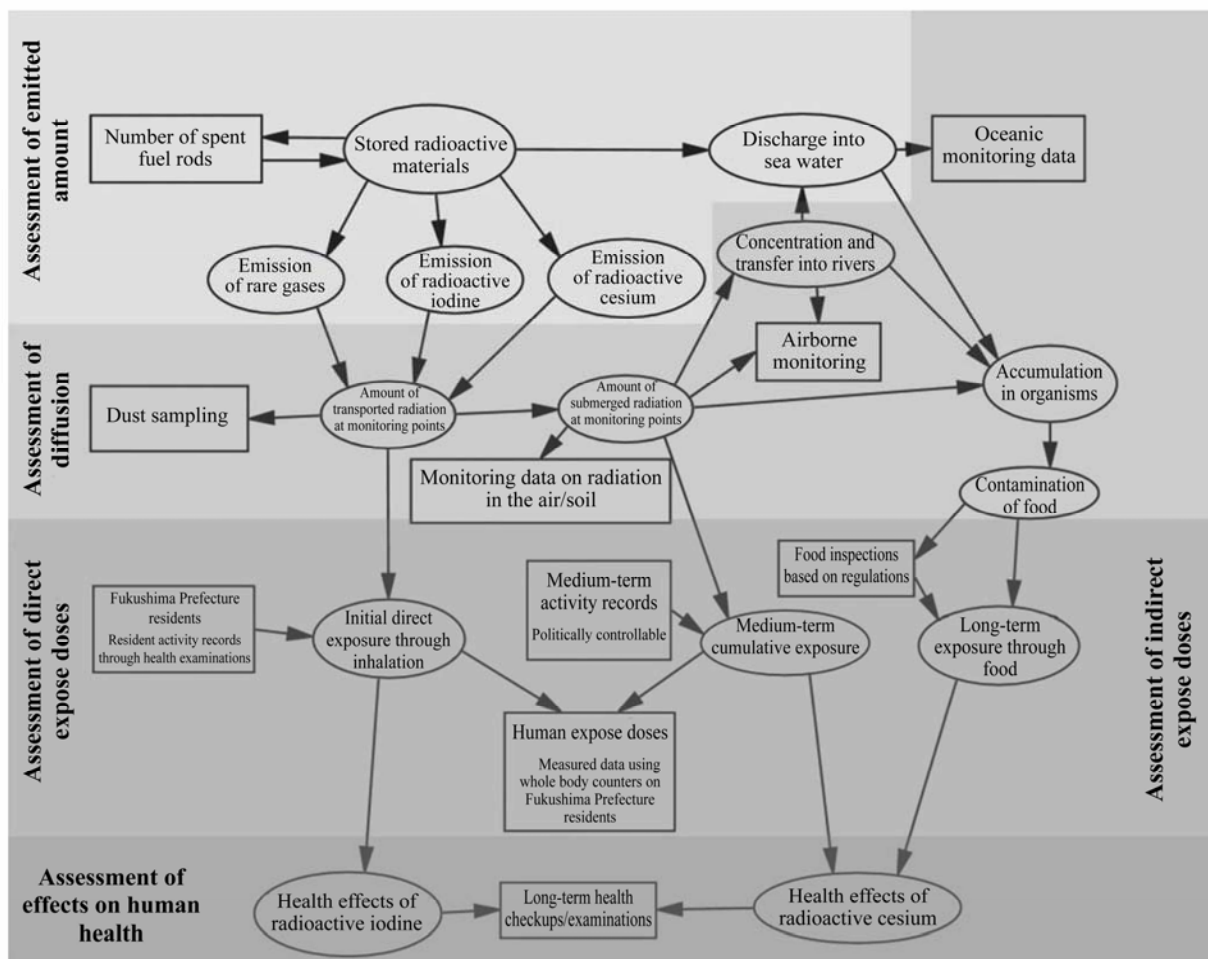 Assessment of emitted
amount
Number of spent
fuel rods
Stored radioactive
materials
Discharge into
sea water
Oceanic
monitoring data
Emission
of rare gases
Emission
of radioactive
iodine
Emission
of radioactive
cesium
Concentration and
transfer into rivers
Assessment of
diffusion
Dust sampling
Amount of
transported radiation
at monitoring points
Amount of
submerged radiation
at monitoring points
Airborne
monitoring
Accumulation
in organisms
Monitoring data on radiation
in the air/soil
Contamination
of food
Assessment of direct
expose doses
Fukushima Prefecture
residents
Resident activity records
through health examinations
Initial direct
exposure through
inhalation
Medium-term
activity records
Politically controllable
Medium-term
cumulative exposure
Food inspections
based on regulations
Long-term
exposure through
food
Human expose doses
Measured data using
whole body counters on
Fukushima Prefecture
residents
Assessment of indirect
expose doses
Assessment of
effects on human
health
Health effects of
radioactive iodine
Long-term health
checkups/examinations
Health effects of
radioactive cesium